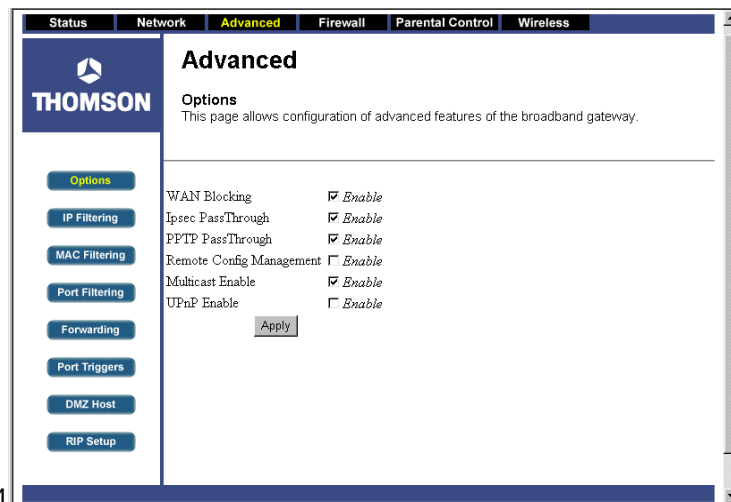 Status Network Advanced Firewall Parental Control Wireless
THOMSON
Advanced
Options
This page allows configuration of advanced features of the broadband gateway.
Options
IP Filtering
MAC Filtering
Port Filtering
Forwarding
Port Triggers
DMZ Host
RIP Setup
WAN Blocking Enable
Ipsec PassThrough Enable
PPTP PassThrough Enable
Remote Config Management Enable
Multicast Enable Enable
UPnP Enable Enable
Apply